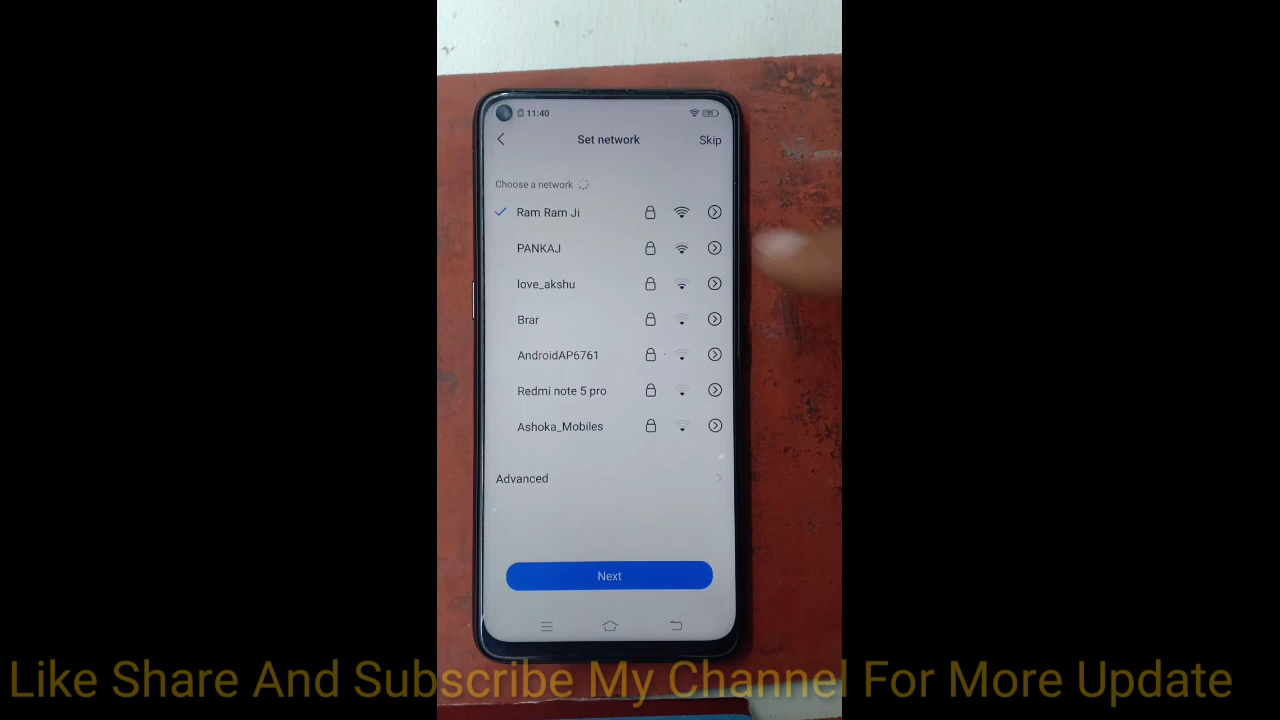 11:40
Set network
Skip
Choose a network
Ram Ram Ji
PANKAJ
love_akshu
Brar
AndroidAP6761
Redmi note 5 pro
Ashoka_Mobiles
Advanced
Next
Like Share And Subscribe My Channel For More Update